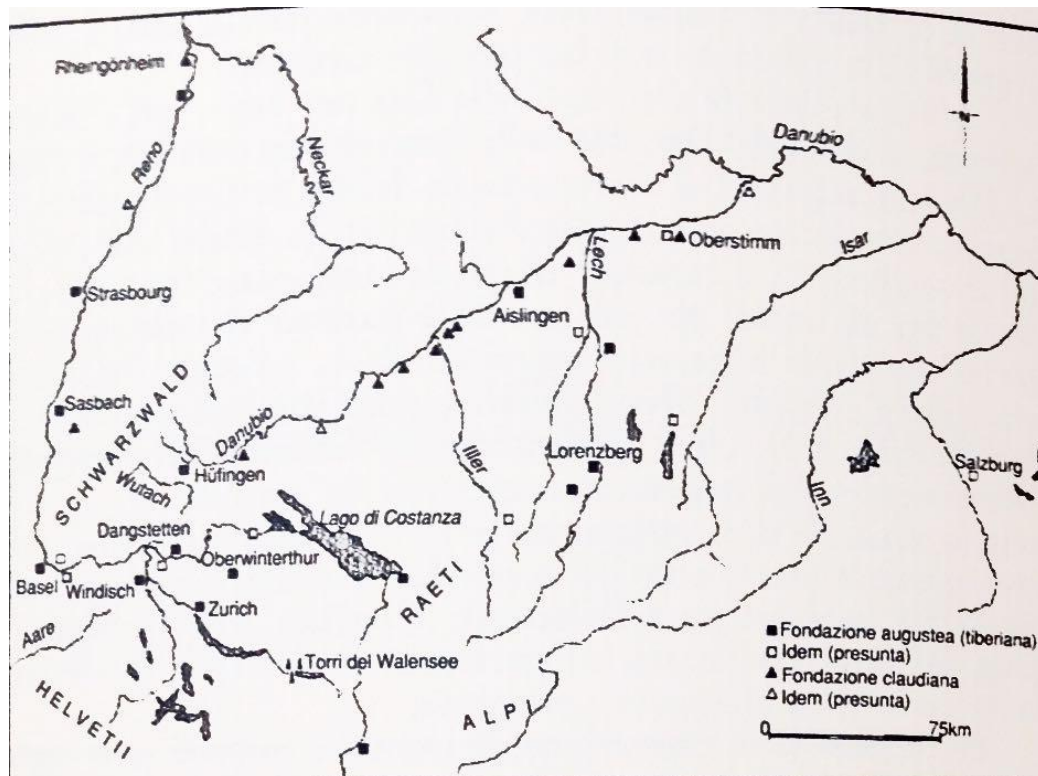 Rheingönheim
Reno
Neckar
Danubio
N
Strasbourg
Lech
Oberstimm
Isar
Aislingen
Sasbach
SCHWARZWALD
Danubio
Hüfingen
Wutach
Iller
Lorenzberg
Inn
Salzburg
Lago di Costanza
Dangstetten
Oberwinterthur
Basel
Windisch
RAETI
Zurich
Aare
Torri del Walensee
HELVETII
ALPI
Fondazione augustea (tiberiana)
Idem (presunta)
Fondazione claudiana
Idem (presunta)
0 75km